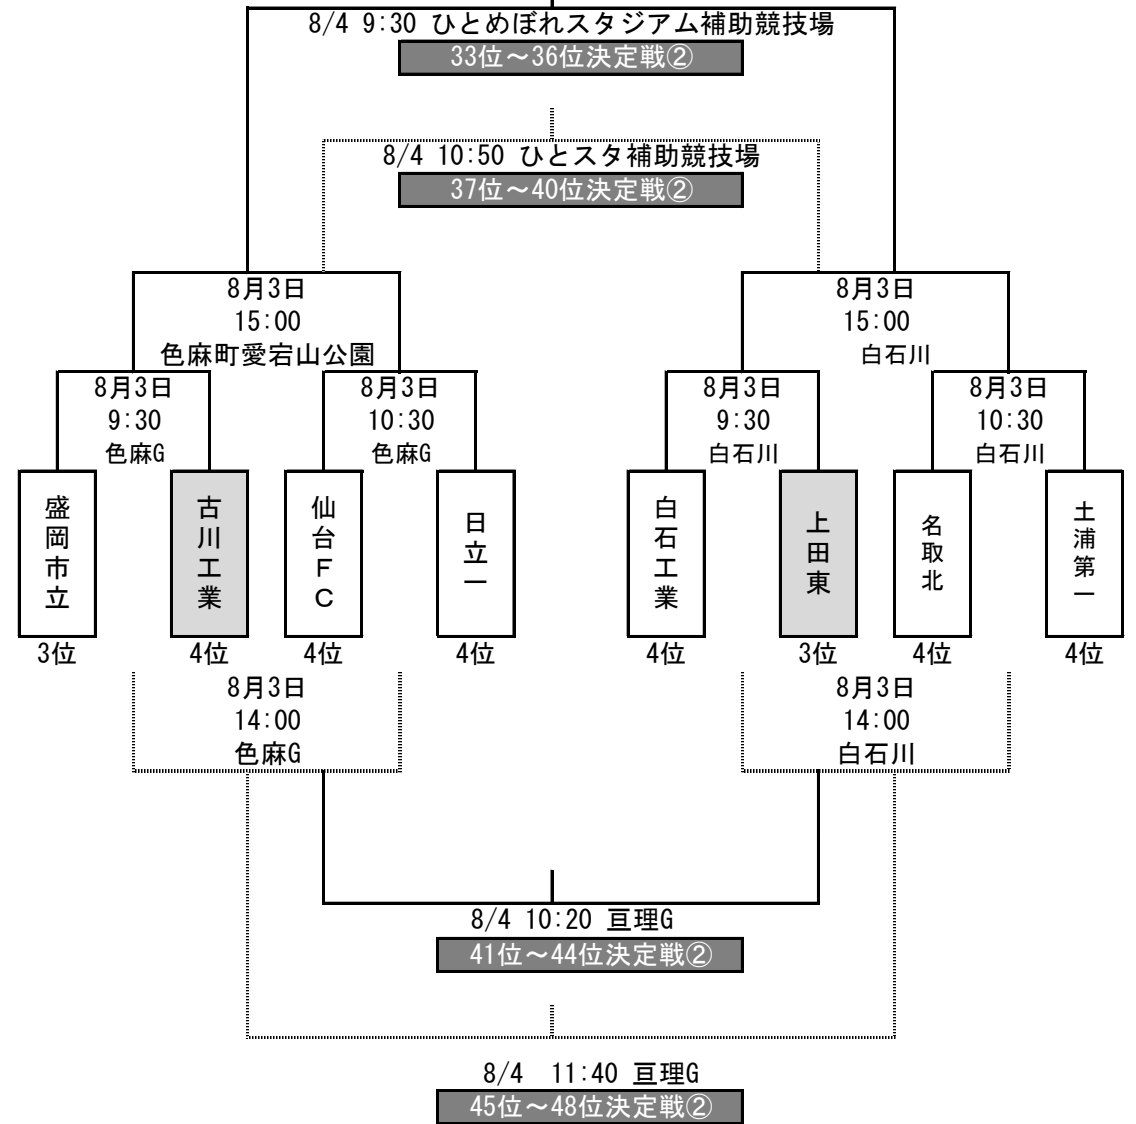 8/4 9:30 ひとめぼれスタジアム補助競技場
33位～36位決定戦②
8/4 10:50 ひとスタ補助競技場
37位～40位決定戦②
8月3日
15:00
色麻町愛宕山公園
8月3日
15:00
白石川
8月3日
9:30
色麻G
8月3日
10:30
色麻G
8月3日
9:30
白石川
8月3日
10:30
白石川
盛岡市立
古川工業
仙台ＦＣ
日立一
白石工業
上田東
名取北
土浦第一
3位
4位
4位
4位
4位
3位
4位
4位
8月3日
14:00
色麻G
8月3日
14:00
白石川
8/4 10:20 亘理G
41位～44位決定戦②
8/4 11:40 亘理G
45位～48位決定戦②